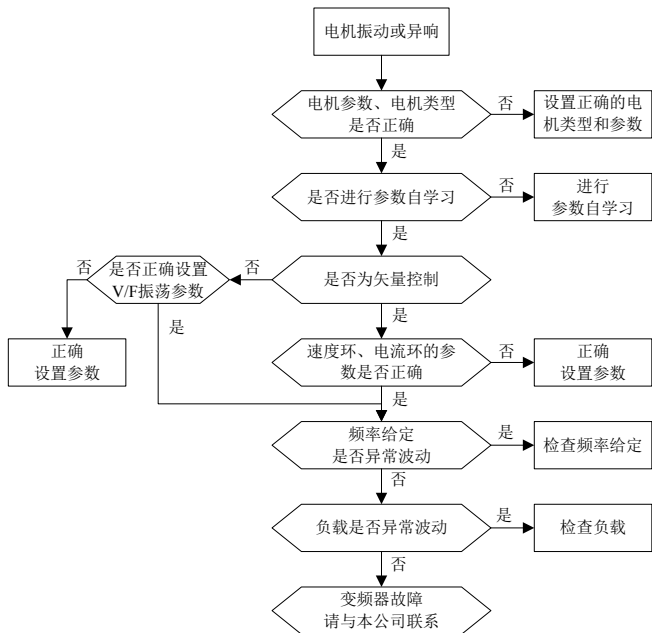 电机振动或异响
电机参数、电机类型
是否正确
否
设置正确的电
机类型和参数
是
是否进行参数自学习
否
进行
参数自学习
是
是否为矢量控制
否
是否正确设置
V/F振荡参数
否
正确
设置参数
是
是
速度环、电流环的参
数是否正确
否
正确
设置参数
是
频率给定
是否异常波动
是
检查频率给定
否
负载是否异常波动
是
检查负载
否
变频器故障
请与本公司联系